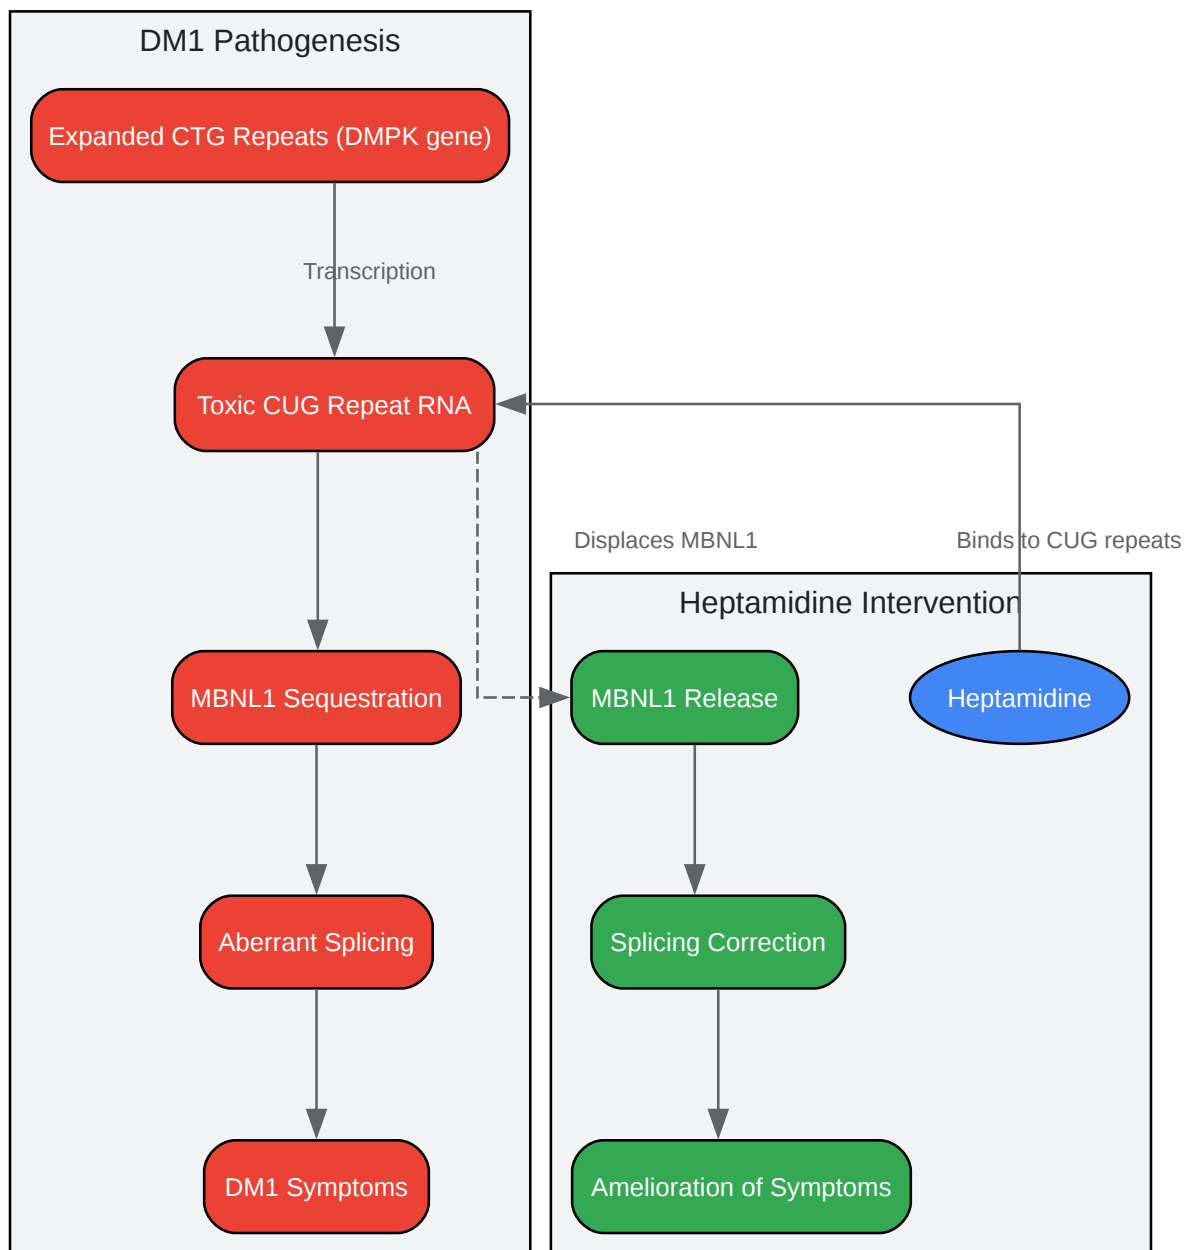 DM1 Pathogenesis
Expanded CTG Repeats (DMPK gene)
Transcription
Toxic CUG Repeat RNA
Displaces MBNL1
Binds to CUG repeats
Heptamidine Intervention
MBNL1 Sequestration
MBNL1 Release
Heptamidine
Aberrant Splicing
Splicing Correction
DM1 Symptoms
Amelioration of Symptoms